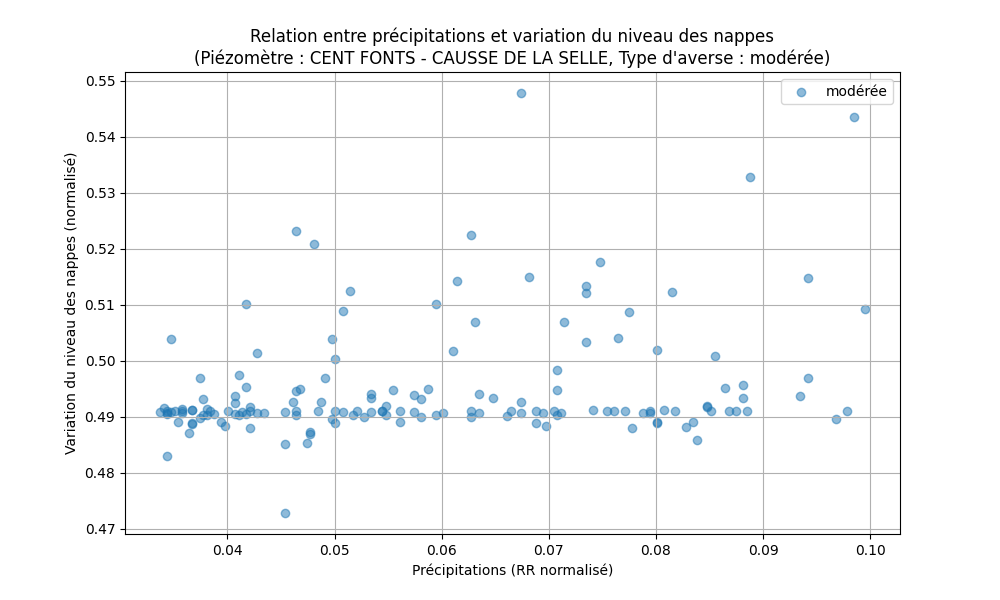 Relation entre précipitations et variation du niveau des nappes
(Piézomètre : CENT FONTS - CAUSSE DE LA SELLE, Type d'averse : modérée)
modérée
Variation du niveau des nappes (normalisé)
0.55
0.54
0.53
0.52
0.51
0.50
0.49
0.48
0.47
0.04 0.05 0.06 0.07 0.08 0.09 0.10
Précipitations (RR normalisé)